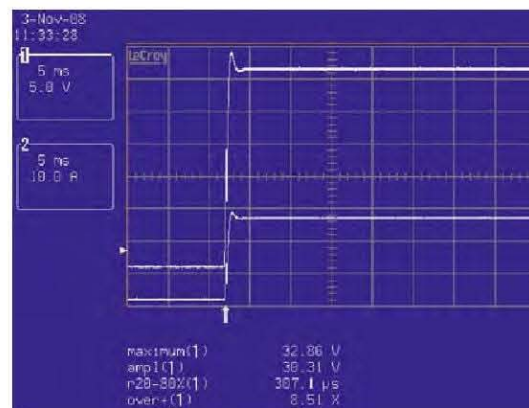 3-Nov-08
11:33:28
1
5 ms
5.0 V
LeCroy
2
5 ms
10.0 A
maximum(1) 32.86 V
ampl(1) 30.31 V
r20-80%(1) 307.1 µs
over+(1) 8.51 %